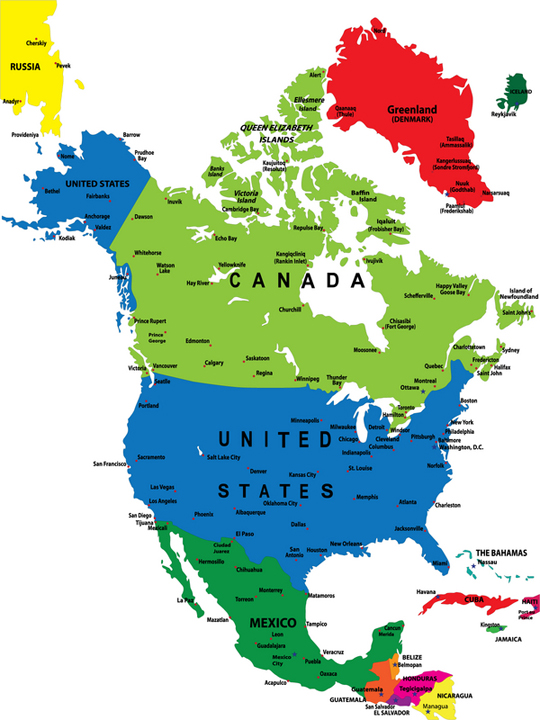 Nord
Cherskiy
RUSSIA
Pevek
Alert
Anadyr
Ellesmere
Island
Qaanaaq
(Thule)
Greenland
(DENMARK)
ICELAND
Reykjavik
Provideniya
Barrow
QUEEN ELIZABETH
ISLANDS
Tasiilaq
(Ammassalik)
Nome
Prudhoe
Bay
Kaujuitoq
(Resolute)
Kangerlussuaq
(Sondre Stromfjord)
Banks
Island
UNITED STATES
Bethel
Fairbanks
Victoria
Island
Cambridge Bay
Baffin
Island
Nuuk
(Godthab)
Narsarsuaq
Paamiut
(Frederikshab)
Inuvik
Anchorage
Valdez
Dawson
Iqaluit
(Frobisher Bay)
Repulse Bay
Kodiak
Echo Bay
Whitehorse
Kangiqcliniq
(Rankin Inlet)
Ivujivik
Watson
Lake
Yellowknife
Hay River
CANADA
Juneau
Happy Valley
Goose Bay
Schefferville
Island of
Newfoundland
Saint John's
Churchill
Prince Rupert
Chisasibi
(Fort George)
Prince
George
Edmonton
Moosonee
Charlottetown
Sydney
Saskatoon
Calgary
Fredericton
Halifax
Saint John
Victoria
Vancouver
Regina
Winnipeg
Thunder
Bay
Quebec
Montreal
Ottawa
Seattle
Portland
Boston
Toronto
Hamilton
Minneapolis
Milwaukee
Detroit
Windsor
New York
Philadelphia
UNITED
Chicago
Cleveland
Pittsburgh
Baltimore
Washington, D.C.
Columbus
Sacramento
Salt Lake City
Indianapolis
San Francisco
Denver
Kansas City
St. Louis
Norfolk
Las Vegas
STATES
Los Angeles
Memphis
Oklahoma City
Atlanta
Charleston
Albuquerque
Phoenix
San Diego
Tijuana
Mexicali
Dallas
Jacksonville
El Paso
Ciudad
Juarez
San
Antonio
Houston
New Orleans
Hermosillo
THE BAHAMAS
Nassau
Miami
Chihuahua
Monterrey
Matamoros
Havana
La Paz
Torreon
CUBA
HAITI
Port-au-
Prince
Mazatlan
MEXICO
Tampico
Kingston
JAMAICA
Leon
Cancun
Merida
Guadalajara
Veracruz
Mexico
City
Puebla
BELIZE
Belmopan
Oaxaca
Acapulco
HONDURAS
Guatemala
Tegicigalpa
GUATEMALA
San Salvador
EL SALVADOR
NICARAGUA
Managua